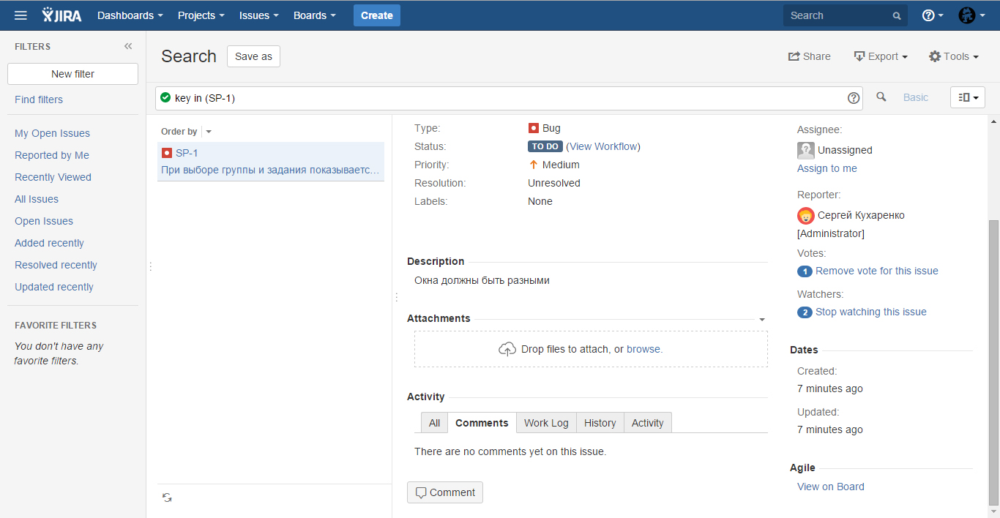 JIRA Dashboards Projects Issues Boards Create Search
FILTERS
New filter
Find filters
My Open Issues
Reported by Me
Recently Viewed
All Issues
Open Issues
Added recently
Resolved recently
Updated recently
FAVORITE FILTERS
You don't have any
favorite filters.
Search Save as Share Export Tools
key in (SP-1) Basic
Order by
SP-1
При выборе группы и задания показываетс...
Type: Bug
Status: TO DO (View Workflow)
Priority: Medium
Resolution: Unresolved
Labels: None
Description
Окна должны быть разными
Attachments
Drop files to attach, or browse.
Activity
All Comments Work Log History Activity
There are no comments yet on this issue.
Comment
Assignee:
Unassigned
Assign to me
Reporter:
Сергей Кухаренко
[Administrator]
Votes:
1 Remove vote for this issue
Watchers:
2 Stop watching this issue
Dates
Created:
7 minutes ago
Updated:
7 minutes ago
Agile
View on Board